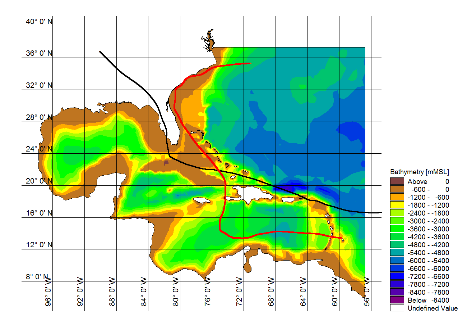 40° 0' N
36° 0' N
32° 0' N
28° 0' N
24° 0' N
20° 0' N
16° 0' N
12° 0' N
8° 0' N
96° 0' W
92° 0' W
88° 0' W
84° 0' W
80° 0' W
76° 0' W
72° 0' W
68° 0' W
64° 0' W
60° 0' W
56° 0' W
Bathymetry [mMSL]
Above 0
-600 - 0
-1200 - -600
-1800 - -1200
-2400 - -1800
-3000 - -2400
-3600 - -3000
-4200 - -3600
-4800 - -4200
-5400 - -4800
-6000 - -5400
-6600 - -6000
-7200 - -6600
-7800 - -7200
-8400 - -7800
Below -8400
Undefined Value